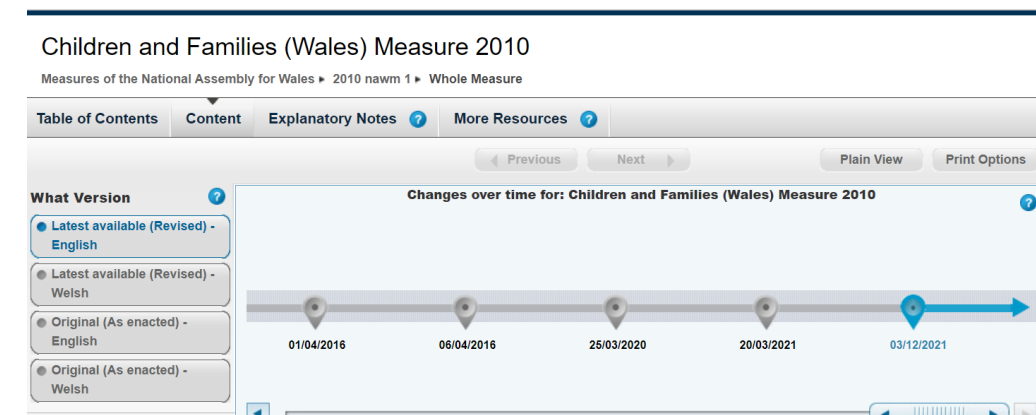 Children and Families (Wales) Measure 2010
Measures of the National Assembly for Wales ▶ 2010 nawm 1 ▶ Whole Measure
Table of Contents Content Explanatory Notes ? More Resources ?
Previous Next Plain View Print Options
What Version ?
Changes over time for: Children and Families (Wales) Measure 2010 ?
Latest available (Revised) -
English
Latest available (Revised) -
Welsh
Original (As enacted) -
English
Original (As enacted) -
Welsh
01/04/2016 06/04/2016 25/03/2020 20/03/2021 03/12/2021